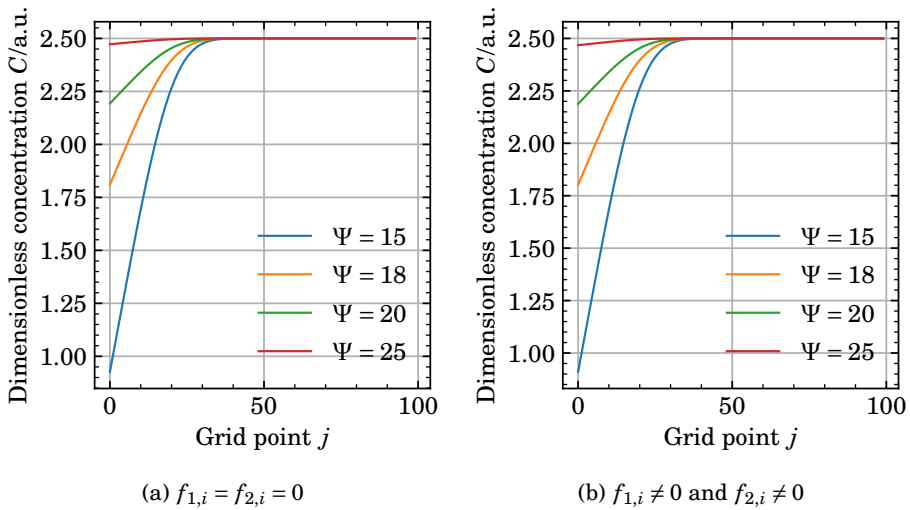 Dimensionless concentration C/a.u.
2.50
2.25
2.00
1.75
1.50
1.25
1.00
Ψ = 15
Ψ = 18
Ψ = 20
Ψ = 25
0
50
100
Grid point j
(a) f₁,ᵢ = f₂,ᵢ = 0
Dimensionless concentration C/a.u.
2.50
2.25
2.00
1.75
1.50
1.25
1.00
Ψ = 15
Ψ = 18
Ψ = 20
Ψ = 25
0
50
100
Grid point j
(b) f₁,ᵢ ≠ 0 and f₂,ᵢ ≠ 0